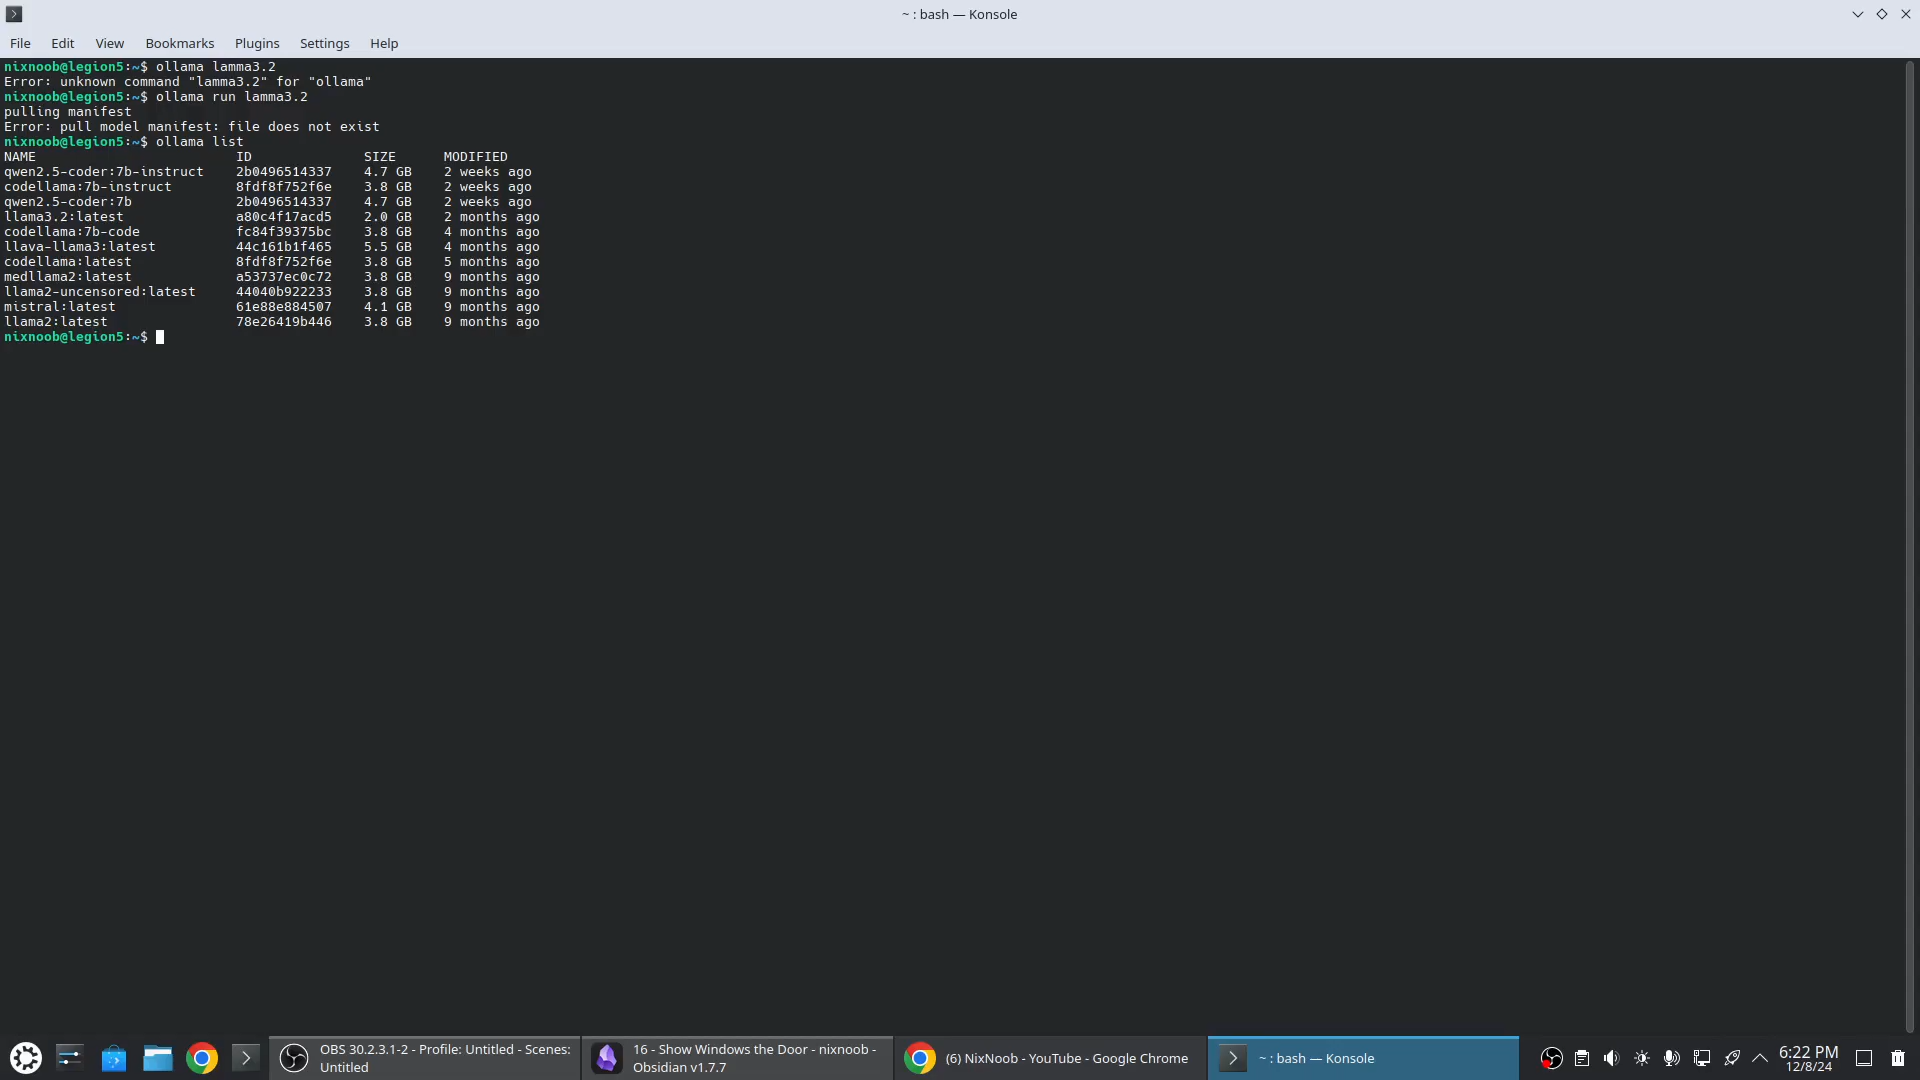 ~ : bash — Konsole
File Edit View Bookmarks Plugins Settings Help
nixnoob@legion5:~$ ollama lamma3.2
Error: unknown command "lamma3.2" for "ollama"
nixnoob@legion5:~$ ollama run lamma3.2
pulling manifest
Error: pull model manifest: file does not exist
nixnoob@legion5:~$ ollama list
NAME ID SIZE MODIFIED
qwen2.5-coder:7b-instruct 2b0496514337 4.7 GB 2 weeks ago
codellama:7b-instruct 8fdf8f752f6e 3.8 GB 2 weeks ago
qwen2.5-coder:7b 2b0496514337 4.7 GB 2 weeks ago
llama3.2:latest a80c4f17acd5 2.0 GB 2 months ago
codellama:7b-code fc84f39375bc 3.8 GB 4 months ago
llava-llama3:latest 44c161b1f465 5.5 GB 4 months ago
codellama:latest 8fdf8f752f6e 3.8 GB 5 months ago
medllama2:latest a53737ec0c72 3.8 GB 9 months ago
llama2-uncensored:latest 44040b922233 3.8 GB 9 months ago
mistral:latest 61e88e884507 4.1 GB 9 months ago
llama2:latest 78e26419b446 3.8 GB 9 months ago
nixnoob@legion5:~$
OBS 30.2.3.1-2 - Profile: Untitled - Scenes:
Untitled
16 - Show Windows the Door - nixnoob -
Obsidian v1.7.7
(6) NixNoob - YouTube - Google Chrome
~ : bash — Konsole
6:22 PM
12/8/24